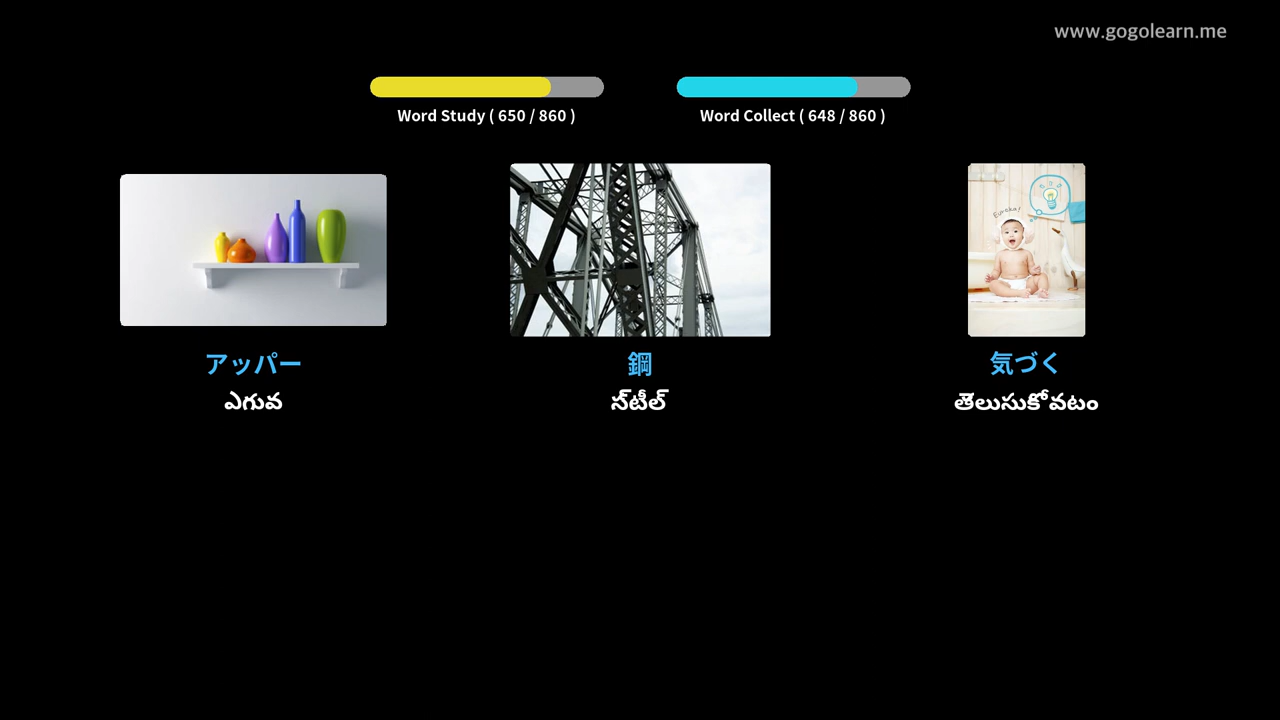 www.gogolearn.me
Word Study ( 650 / 860 )
Word Collect ( 648 / 860 )
Eureka!
アッパー
鋼
気づく
ఎగువ
స్‌టీల్
తెలుసుకోవటం